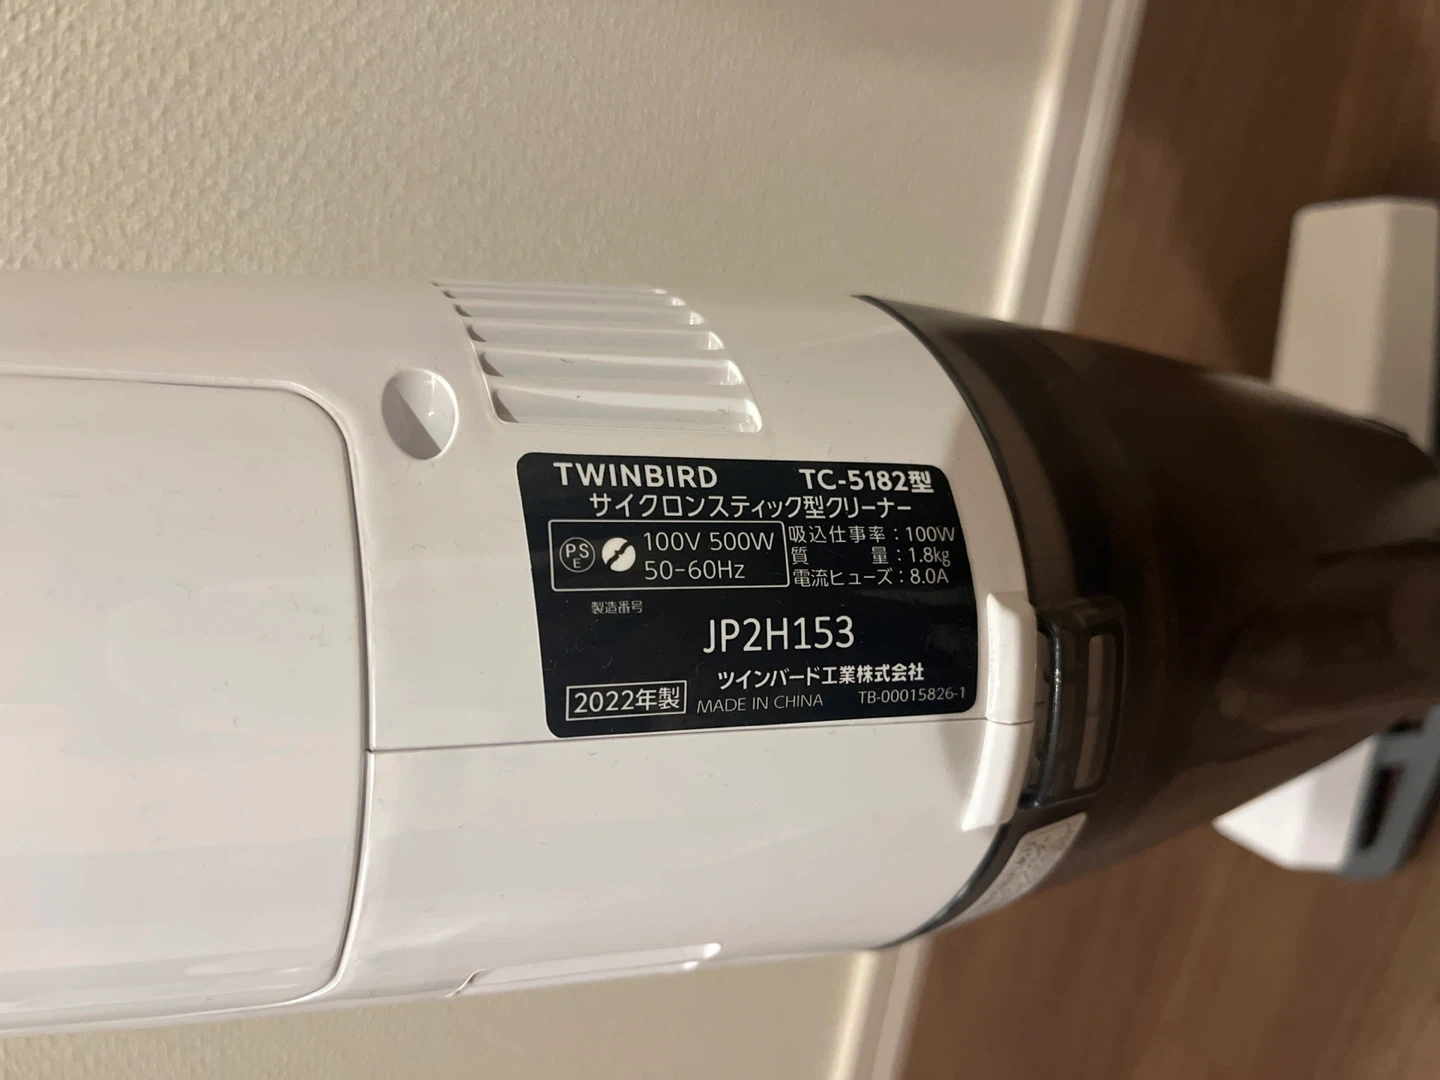 TWINBIRD TC-5182型
サイクロンスティック型クリーナー
PSE 100V 500W
50-60Hz
吸込仕事率：100W
質量：1.8kg
電流ヒューズ：8.0A
製造番号
JP2H153
ツインバード工業株式会社
2022年製 MADE IN CHINA TB-00015826-1